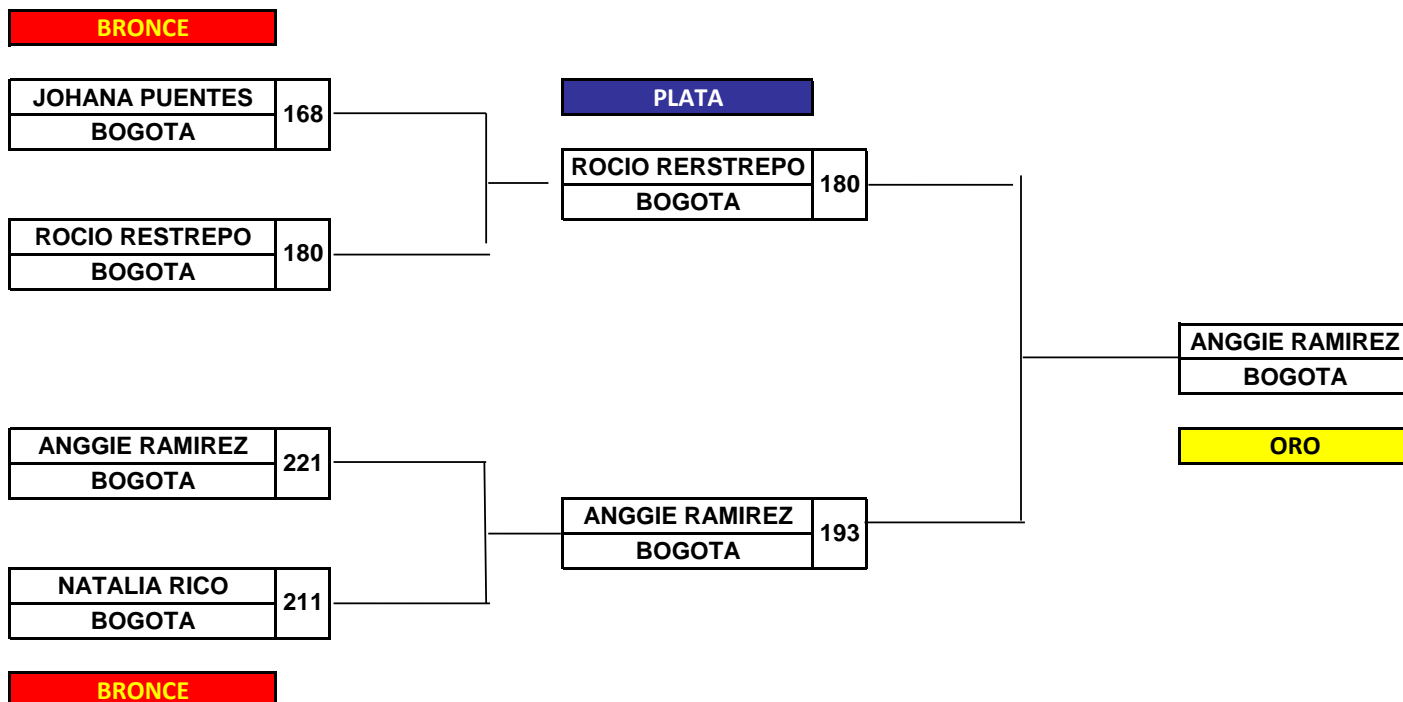 BRONCE
JOHANA PUENTES 168
BOGOTA
PLATA
ROCIO RERSTREPO 180
BOGOTA
ROCIO RESTREPO 180
BOGOTA
ANGGIE RAMIREZ
BOGOTA
ORO
ANGGIE RAMIREZ 221
BOGOTA
ANGGIE RAMIREZ 193
BOGOTA
NATALIA RICO 211
BOGOTA
BRONCE